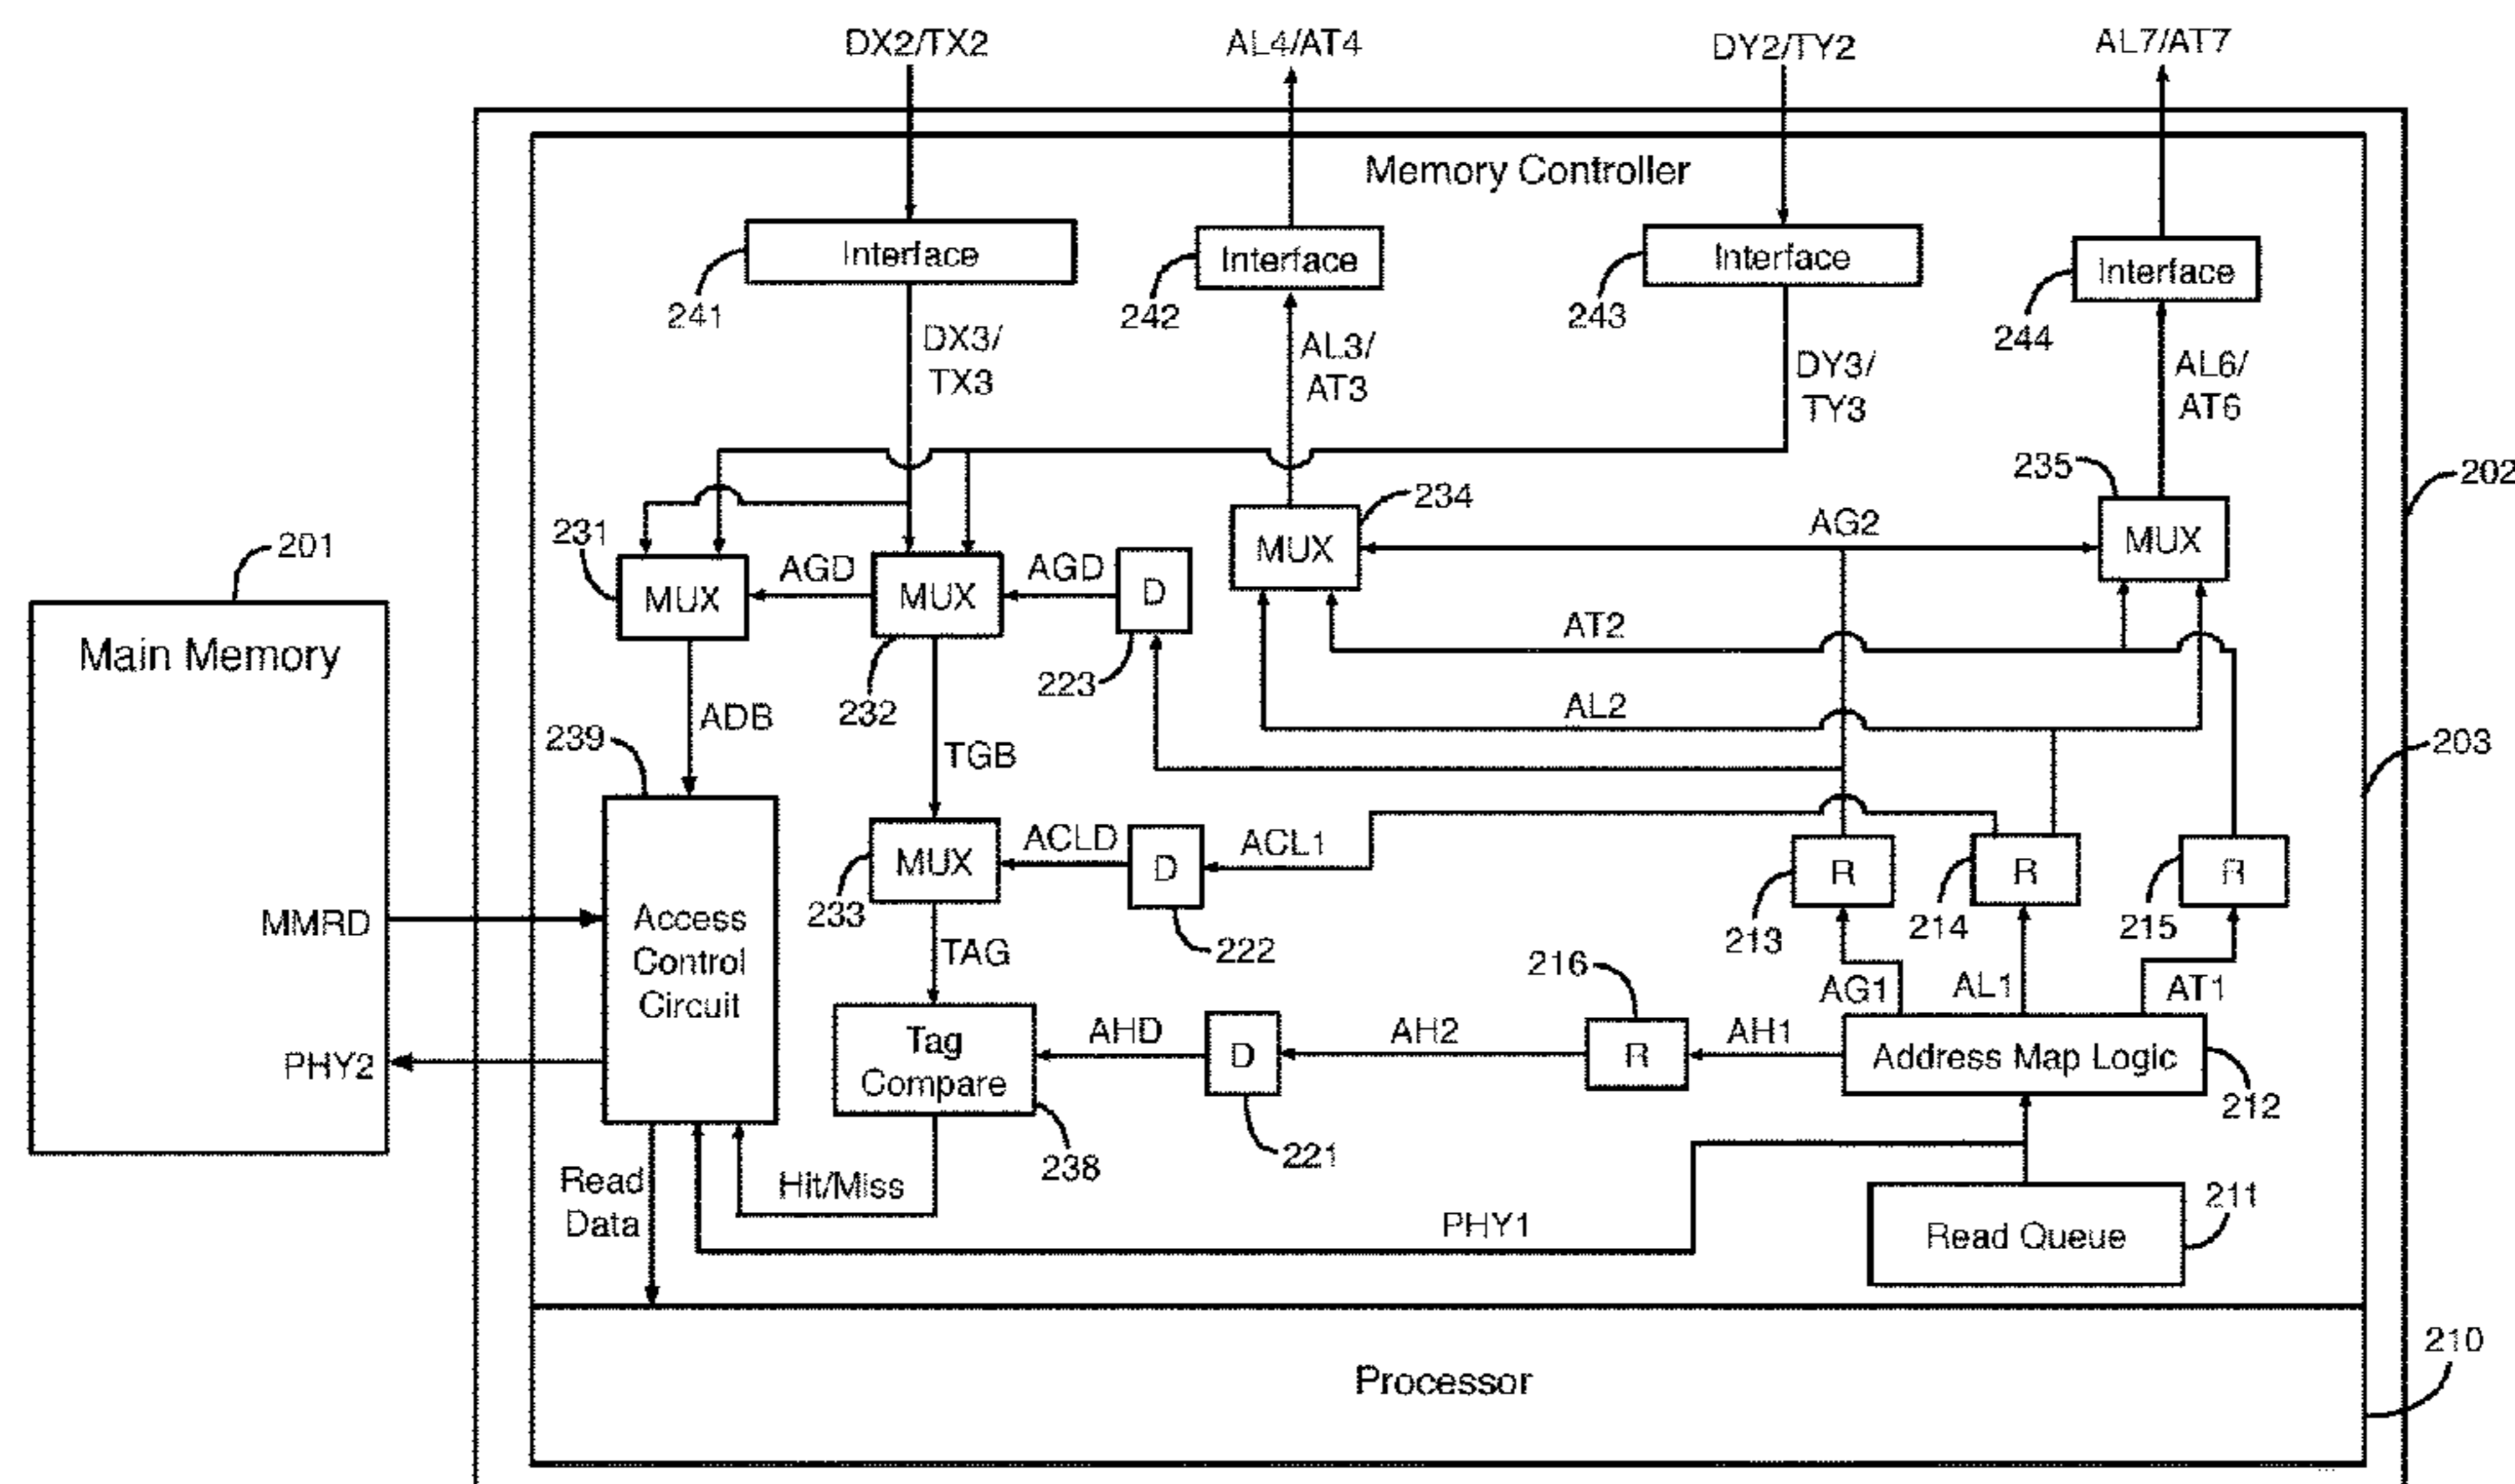 DX2/TX2
AL4/AT4
DY2/TY2
AL7/AT7
Memory Controller
Interface
Interface
Interface
Interface
241
242
243
244
DX3/
TX3
AL3/
AT3
DY3/
TY3
AL6/
AT6
235
202
234
231
201
AG2
MUX
MUX
MUX
AGD
MUX
AGD
D
AT2
Main Memory
223
232
ADB
AL2
239
TGB
203
MUX
ACLD
D
ACL1
R
R
R
233
222
213
214
215
MMRD
Access
Control
Circuit
TAG
216
AG1
AL1
AT1
Tag
Compare
AHD
D
AH2
R
AH1
Address Map Logic
PHY2
212
238
221
Read
Data
Hit/Miss
PHY1
211
Read Queue
210
Processor